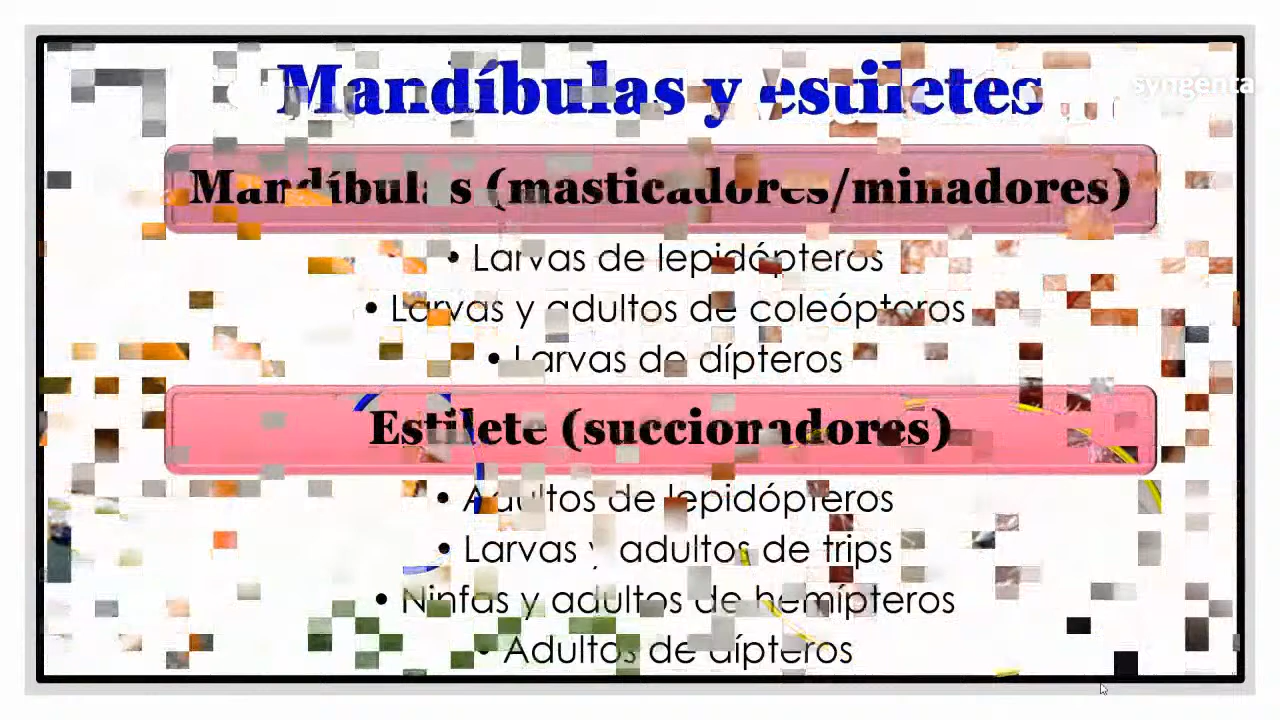 Mandíbulas y estiletes
syngenta
Mandíbulas (masticadores/minadores)
• Larvas de lepidópteros
• Larvas y adultos de coleópteros
• Larvas de dípteros
Estilete (succionadores)
• Adultos de lepidópteros
• Larvas y adultos de trips
• Ninfas y adultos de hemípteros
• Adultos de dípteros